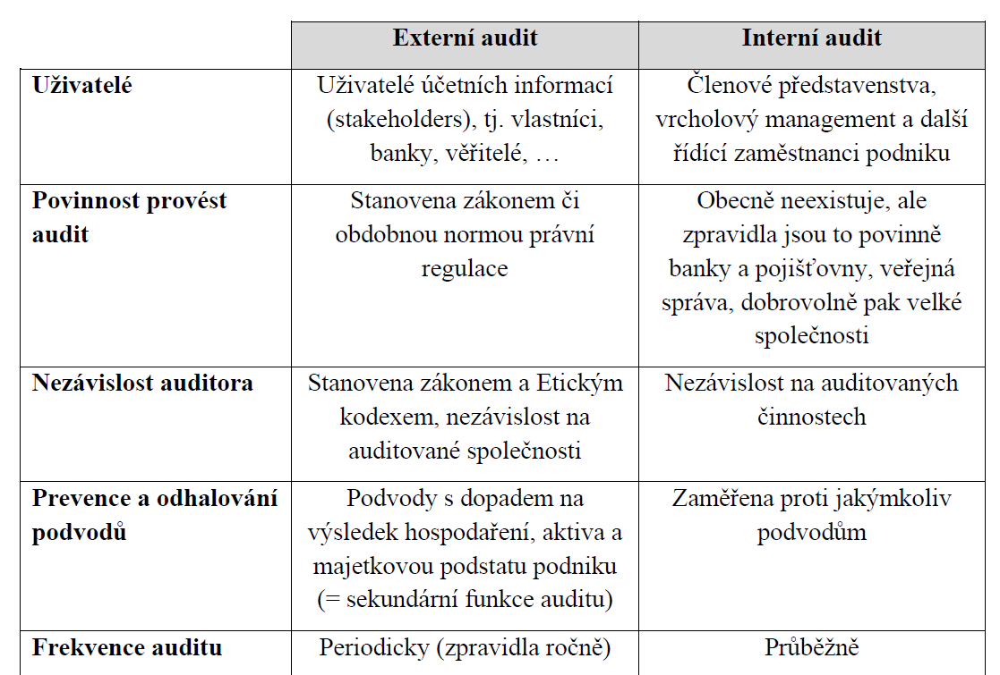 Externí audit
Interní audit
Uživatelé
Uživatelé účetních informací
(stakeholders), tj. vlastníci,
banky, věřitelé, …
Členové představenstva,
vrcholový management a další
řídící zaměstnanci podniku
Povinnost provést
audit
Stanovena zákonem či
obdobnou normou právní
regulace
Obecně neexistuje, ale
zpravidla jsou to povinně
banky a pojišťovny, veřejná
správa, dobrovolně pak velké
společnosti
Nezávislost auditora
Stanovena zákonem a Etickým
kodexem, nezávislost na
auditované společnosti
Nezávislost na auditovaných
činnostech
Prevence a odhalování
podvodů
Podvody s dopadem na
výsledek hospodaření, aktiva a
majetkovou podstatu podniku
(= sekundární funkce auditu)
Zaměřena proti jakýmkoliv
podvodům
Frekvence auditu
Periodicky (zpravidla ročně)
Průběžně